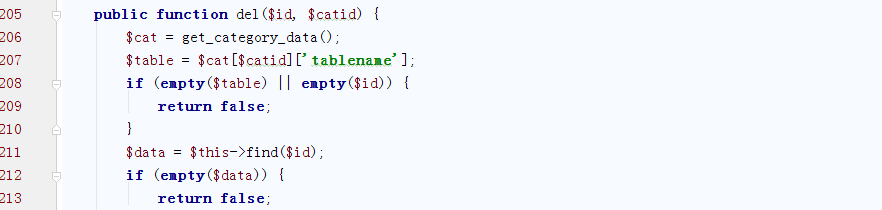 205 public function del($id, $catid) {
206 $cat = get_category_data();
207 $table = $cat[$catid]['tablename'];
208 if (empty($table) || empty($id)) {
209 return false;
210 }
211 $data = $this->find($id);
212 if (empty($data)) {
213 return false;